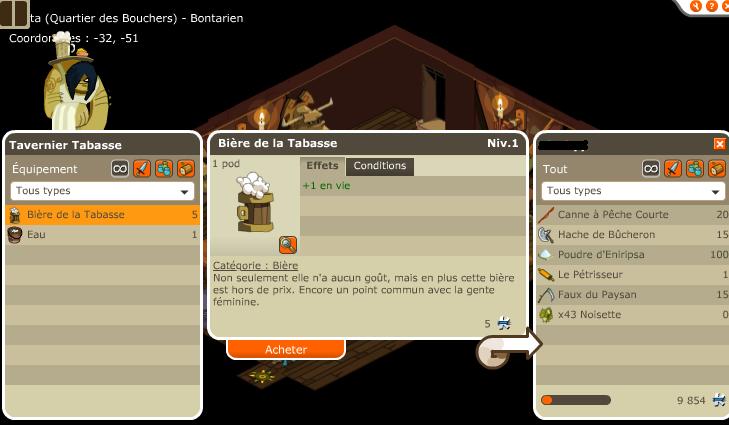 ta (Quartier des Bouchers) - Bontarien
Coordonnées : -32, -51
Tavernier Tabasse
Équipement
Tous types
Bière de la Tabasse 5
Eau 1
Bière de la Tabasse Niv.1
1 pod
Effets Conditions
+1 en vie
Catégorie : Bière
Non seulement elle n'a aucun goût, mais en plus cette bière
est hors de prix. Encore un point commun avec la gente
féminine.
5
Acheter
Tout
Tous types
Canne à Pêche Courte 20
Hache de Bûcheron 15
Poudre d'Eniripsa 100
Le Pétrisseur 1
Faux du Paysan 15
x43 Noisette 0
9 854